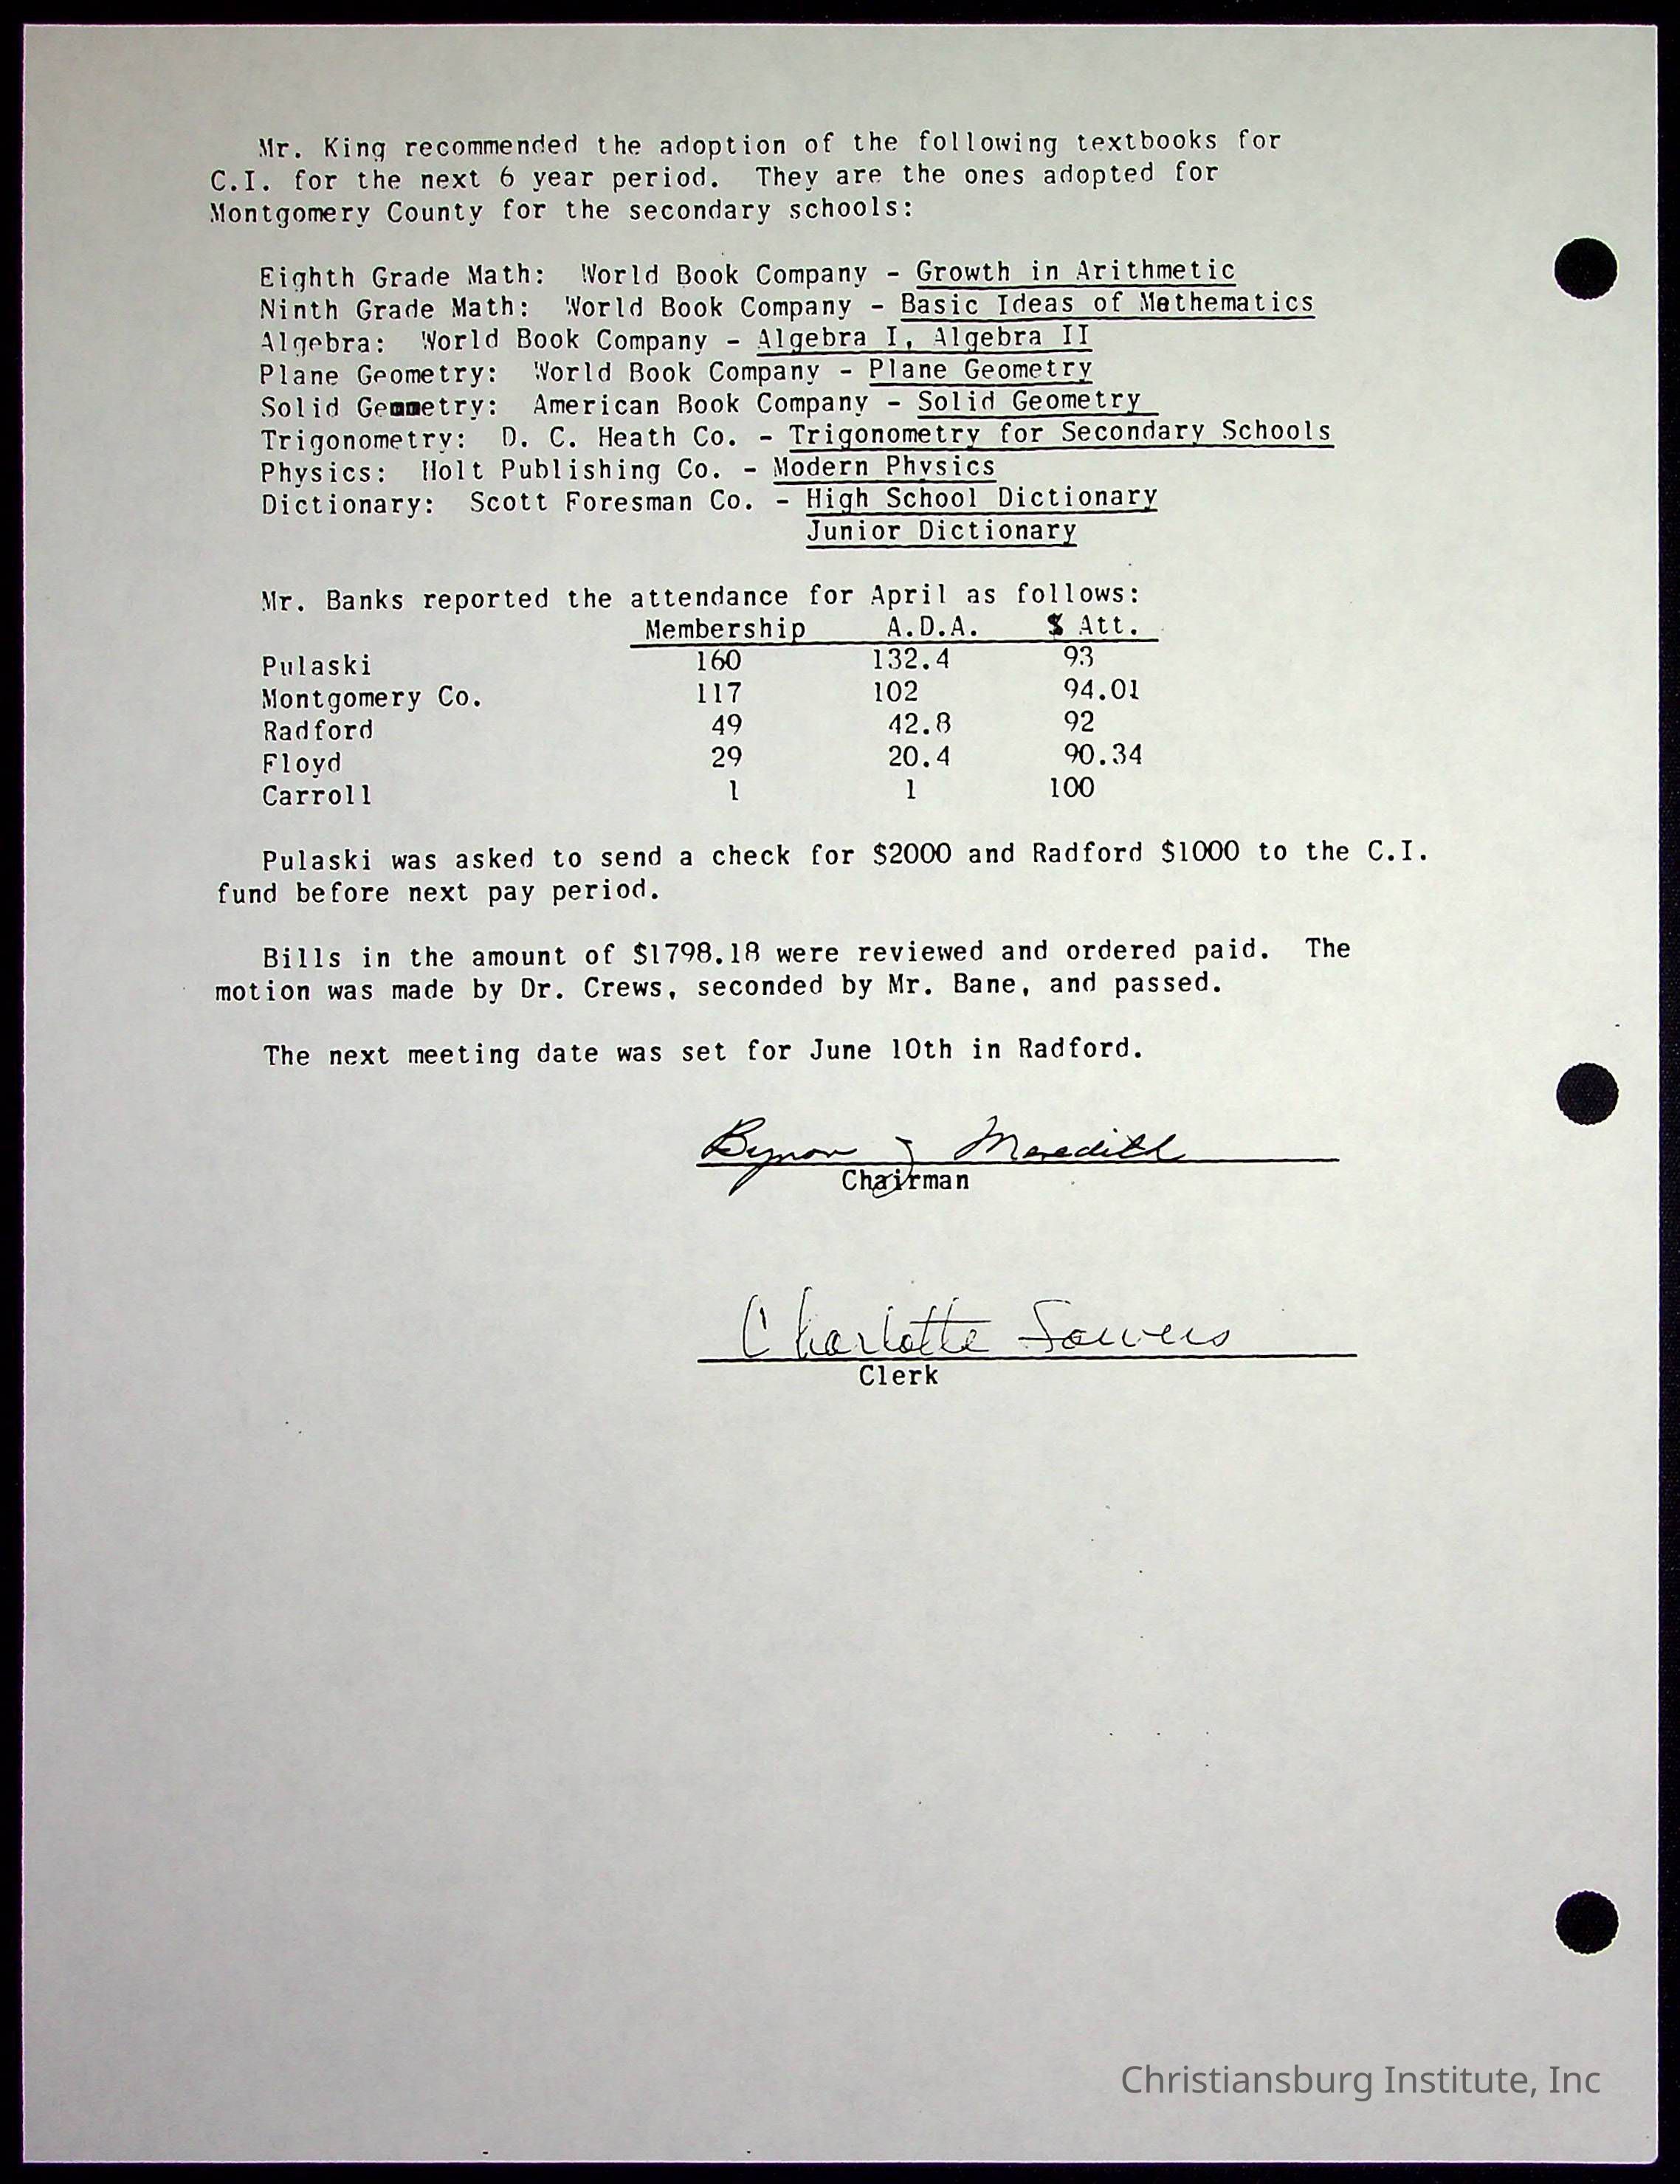 Mr. King recommended the adoption of the following textbooks for
C.I. for the next 6 year period. They are the ones adopted for
Montgomery County for the secondary schools:
Eighth Grade Math: World Book Company - Growth in Arithmetic
Ninth Grade Math: World Book Company - Basic Ideas of Mathematics
Algebra: World Book Company - Algebra I, Algebra II
Plane Geometry: World Book Company - Plane Geometry
Solid Geometry: American Book Company - Solid Geometry
Trigonometry: D. C. Heath Co. - Trigonometry for Secondary Schools
Physics: Holt Publishing Co. - Modern Physics
Dictionary: Scott Foresman Co. - High School Dictionary
Junior Dictionary
Mr. Banks reported the attendance for April as follows:
Membership A.D.A. % Att.
Pulaski 160 132.4 93
Montgomery Co. 117 102 94.01
Radford 49 42.8 92
Floyd 29 20.4 90.34
Carroll 1 1 100
Pulaski was asked to send a check for $2000 and Radford $1000 to the C.I.
fund before next pay period.
Bills in the amount of $1798.18 were reviewed and ordered paid. The
motion was made by Dr. Crews, seconded by Mr. Bane, and passed.
The next meeting date was set for June 10th in Radford.
Bynon J Meredith
Chairman
Charlotte Sowers
Clerk
Christiansburg Institute, Inc